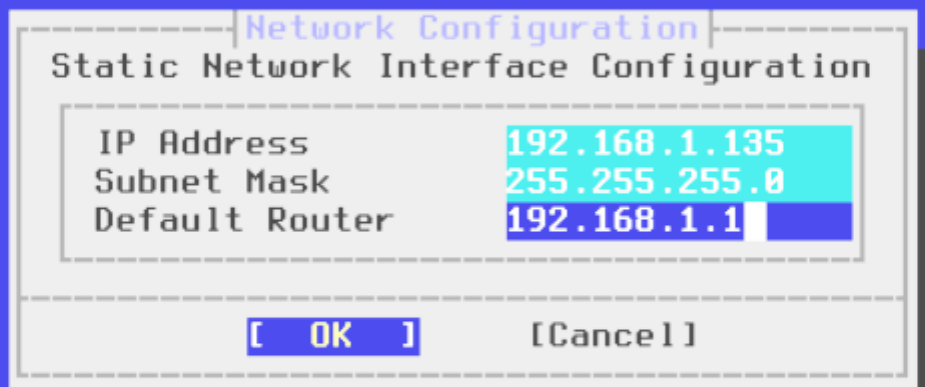 Network Configuration
Static Network Interface Configuration
IP Address 192.168.1.135
Subnet Mask 255.255.255.0
Default Router 192.168.1.1
[ OK ] [Cancel]